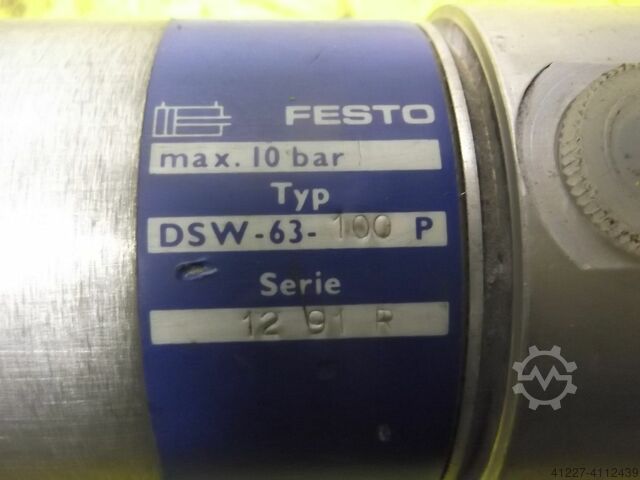 FESTO
max. 10 bar
Typ
DSW-63-100 P
Serie
12 91 R
41227-4112439